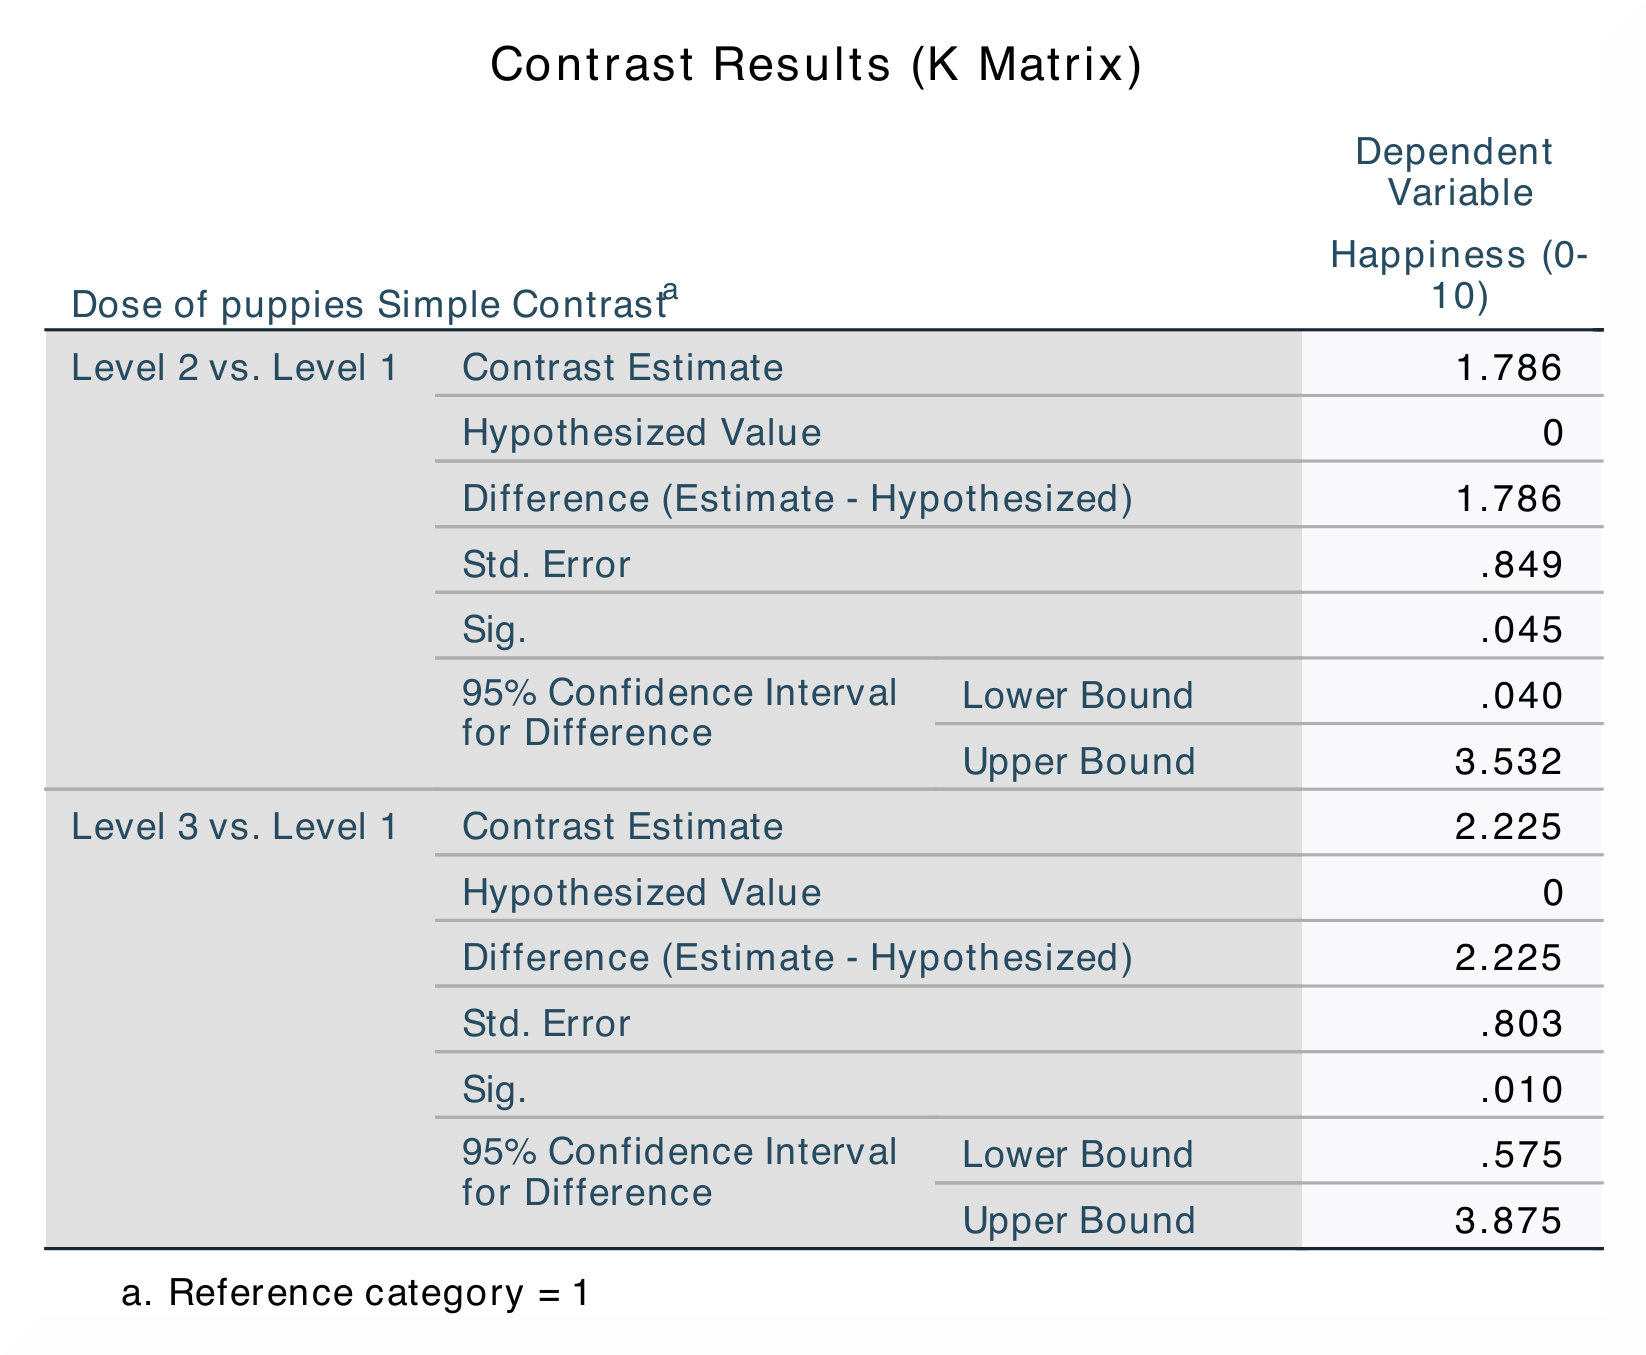 Contrast Results (K Matrix)
Dependent
Variable
Happiness (0-
10)
Dose of puppies Simple Contrast a
Level 2 vs. Level 1 Contrast Estimate 1.786
Hypothesized Value 0
Difference (Estimate - Hypothesized) 1.786
Std. Error .849
Sig. .045
95% Confidence Interval
for Difference
Lower Bound .040
Upper Bound 3.532
Level 3 vs. Level 1 Contrast Estimate 2.225
Hypothesized Value 0
Difference (Estimate - Hypothesized) 2.225
Std. Error .803
Sig. .010
95% Confidence Interval
for Difference
Lower Bound .575
Upper Bound 3.875
a. Reference category = 1